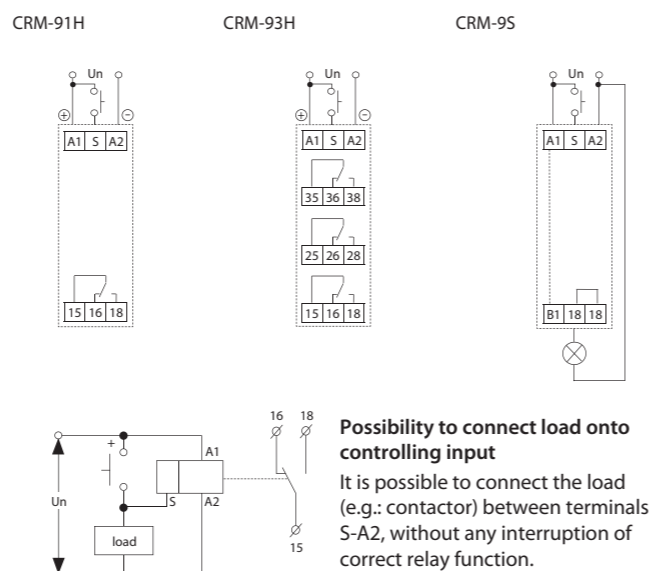 CRM-91H CRM-93H CRM-9S
Un Un Un
+ - + -
A1 S A2 A1 S A2 A1 S A2
35 36 38
25 26 28
15 16 18 15 16 18 B1 18 18
16 18
+
A1
Un S A2
load
15
Possibility to connect load onto
controlling input
It is possible to connect the load
(e.g.: contactor) between terminals
S-A2, without any interruption of
correct relay function.